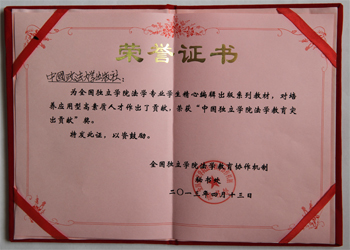 荣誉证书
中国政法大学出版社：
为全国独立学院法学专业学生精心编辑出版系列教材，对培
养应用型高素质人才作出了贡献，荣获“中国独立学院法学教育突
出贡献”奖。
特发此证，以资鼓励。
全国独立学院法学教育协作机制
秘书处
二〇一三年四月十三日